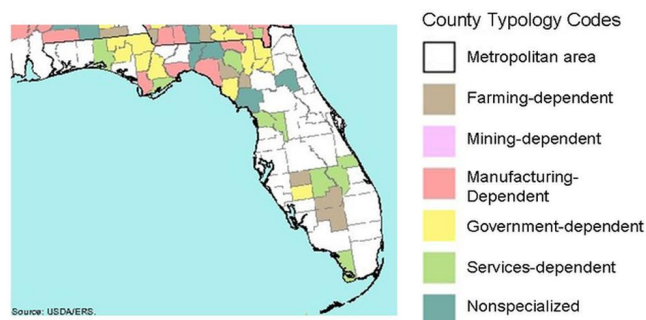 County Typology Codes
Metropolitan area
Farming-dependent
Mining-dependent
Manufacturing-
Dependent
Government-dependent
Services-dependent
Nonspecialized
Source: USDA/ERS.